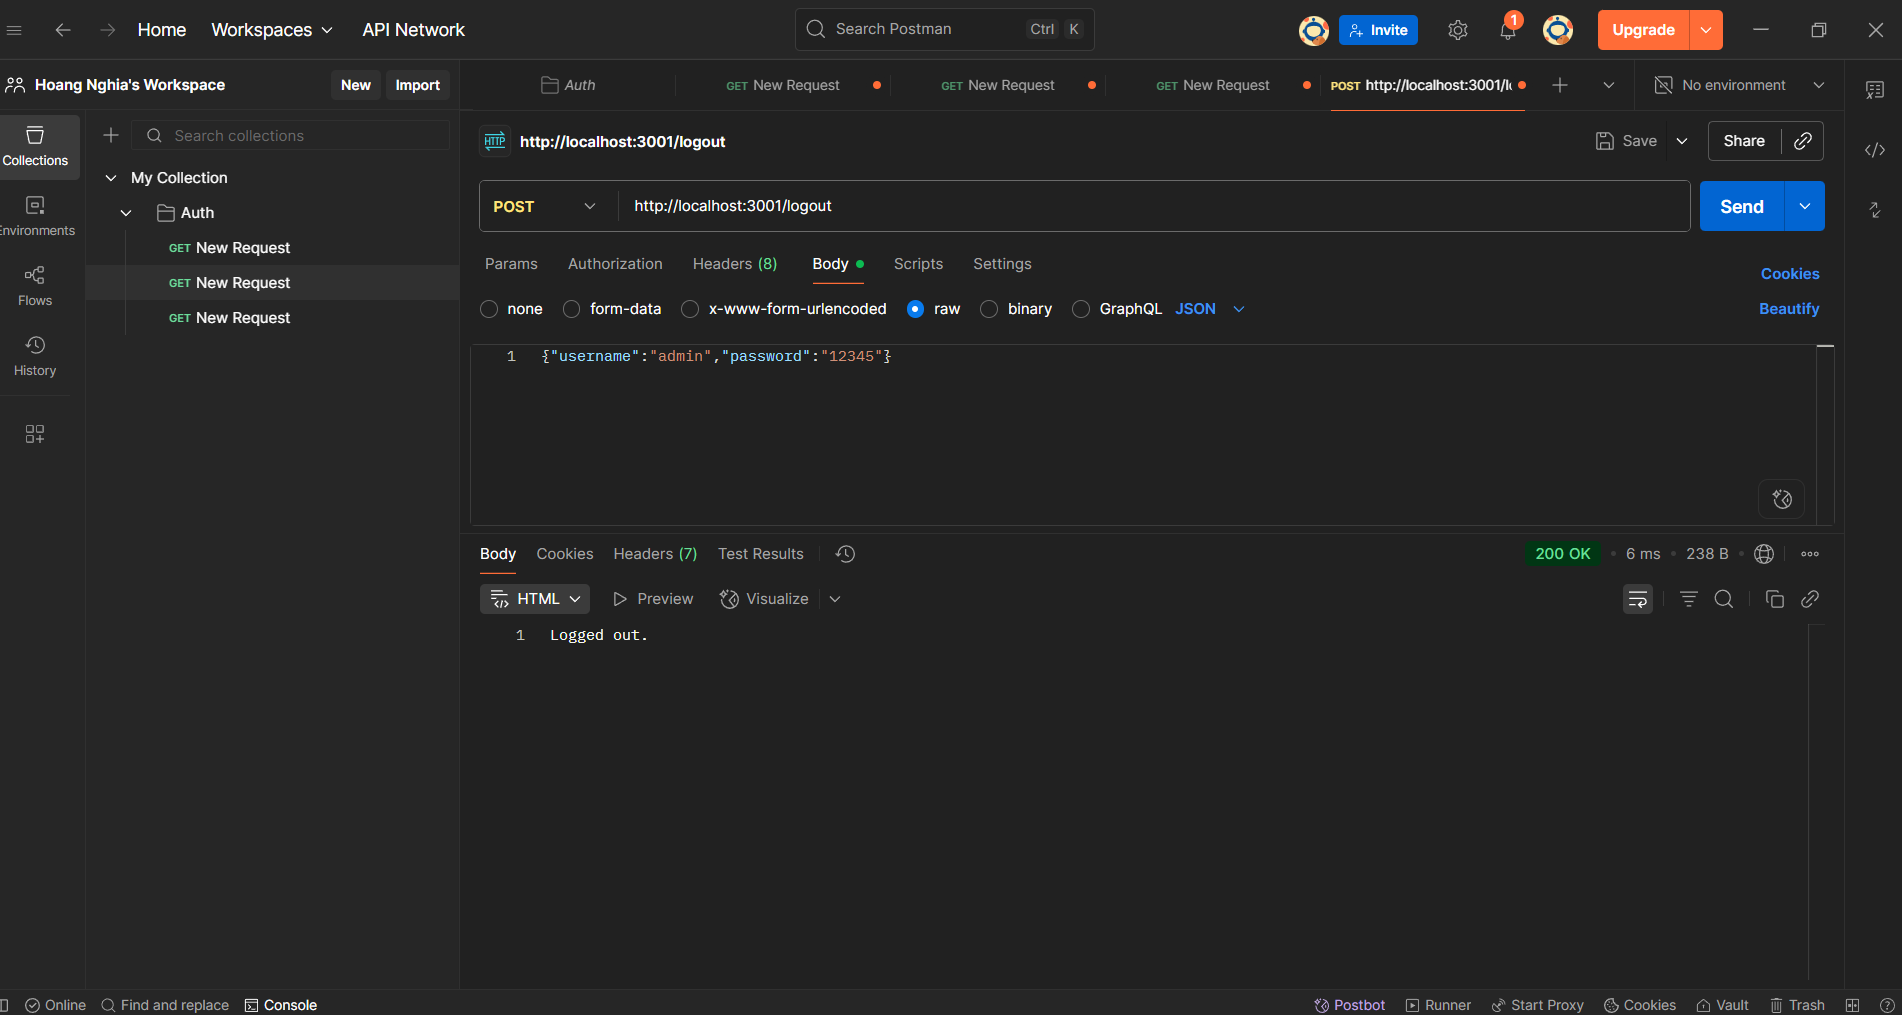 Home Workspaces API Network Search Postman Ctrl K Invite 1 Upgrade
Hoang Nghia's Workspace New Import Auth GET New Request GET New Request GET New Request POST http://localhost:3001/l No environment
Collections Search collections HTTP http://localhost:3001/logout Save Share
My Collection
Auth POST http://localhost:3001/logout Send
Environments GET New Request
Params Authorization Headers (8) Body Scripts Settings Cookies
Flows GET New Request
none form-data x-www-form-urlencoded raw binary GraphQL JSON Beautify
GET New Request
History
1 {"username":"admin","password":"12345"}
Body Cookies Headers (7) Test Results 200 OK 6 ms 238 B
HTML Preview Visualize
1 Logged out.
Online Find and replace Console Postbot Runner Start Proxy Cookies Vault Trash